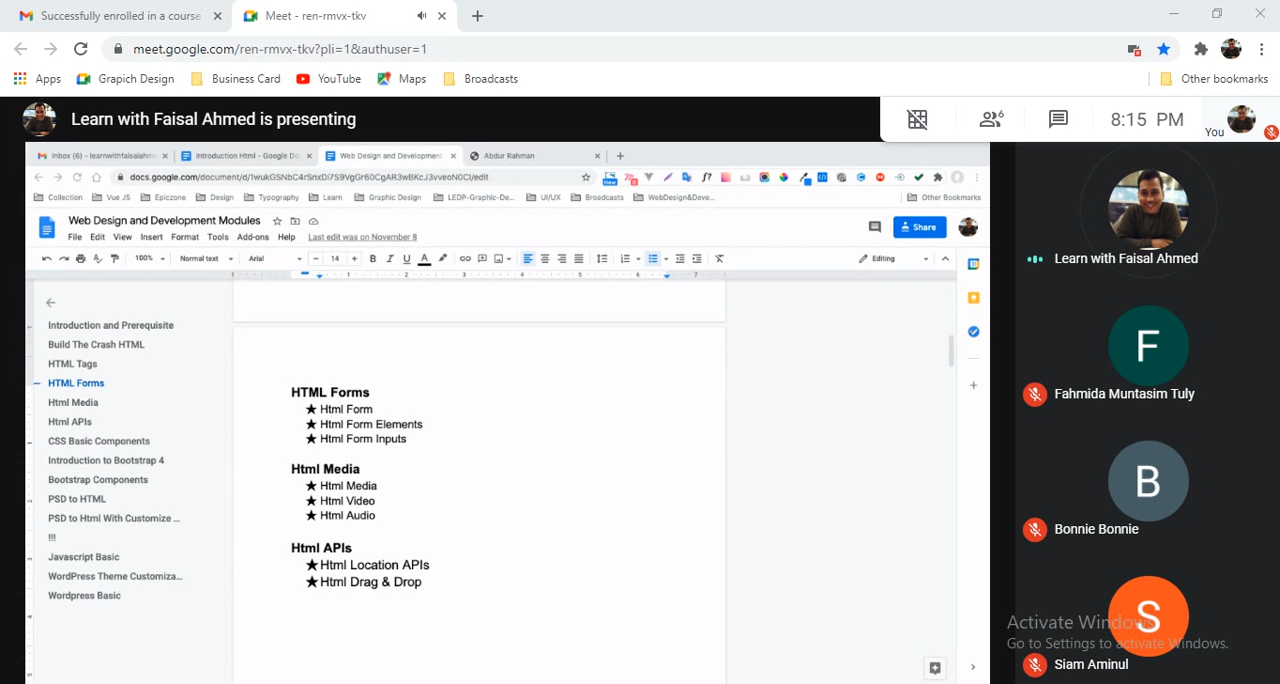 Successfully enrolled in a course
Meet - ren-rmvx-tkv
meet.google.com/ren-rmvx-tkv?pli=1&authuser=1
Apps
Grapich Design
Business Card
YouTube
Maps
Broadcasts
Other bookmarks
Learn with Faisal Ahmed is presenting
6
8:15 PM
You
Inbox (6) - learnwithfaisalahm
Introduction Html - Google Do
Web Design and Development
Abdur Rahman
Collection
Vue JS
Epiczone
Design
Typography
Learn
Graphic Design
LEDP-Graphic-De...
UI/UX
Broadcasts
WebDesign&Deve...
Other Bookmarks
Web Design and Development Modules
File Edit View Insert Format Tools Add-ons Help Last edit was on November 8
Share
100% Normal text Arial 14 B I U A
Editing
Introduction and Prerequisite
Build The Crash HTML
HTML Tags
HTML Forms
Html Media
Html APIs
CSS Basic Components
Introduction to Bootstrap 4
Bootstrap Components
PSD to HTML
PSD to Html With Customize ...
!!!
Javascript Basic
WordPress Theme Customiza...
Wordpress Basic
HTML Forms
★ Html Form
★ Html Form Elements
★ Html Form Inputs
Html Media
★ Html Media
★ Html Video
★ Html Audio
Html APIs
★ Html Location APIs
★ Html Drag & Drop
Learn with Faisal Ahmed
F
Fahmida Muntasim Tuly
B
Bonnie Bonnie
S
Siam Aminul
Activate Windows
Go to Settings to activate Windows.